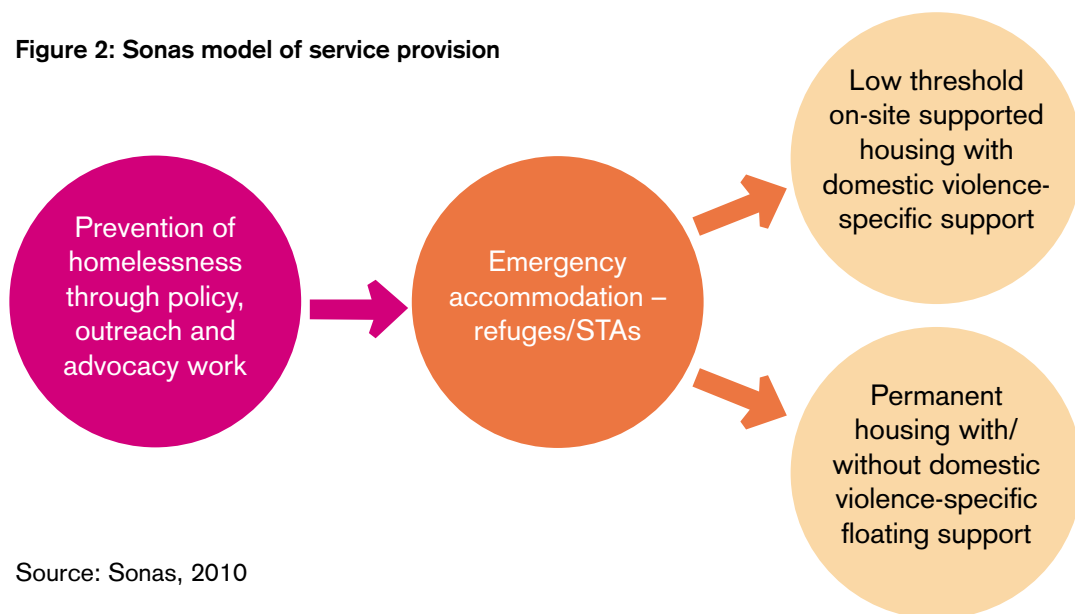 Figure 2: Sonas model of service provision
Prevention of
homelessness
through policy,
outreach and
advocacy work
Emergency
accommodation –
refuges/STAs
Low threshold
on-site supported
housing with
domestic violence-
specific support
Permanent
housing with/
without domestic
violence-specific
floating support
Source: Sonas, 2010